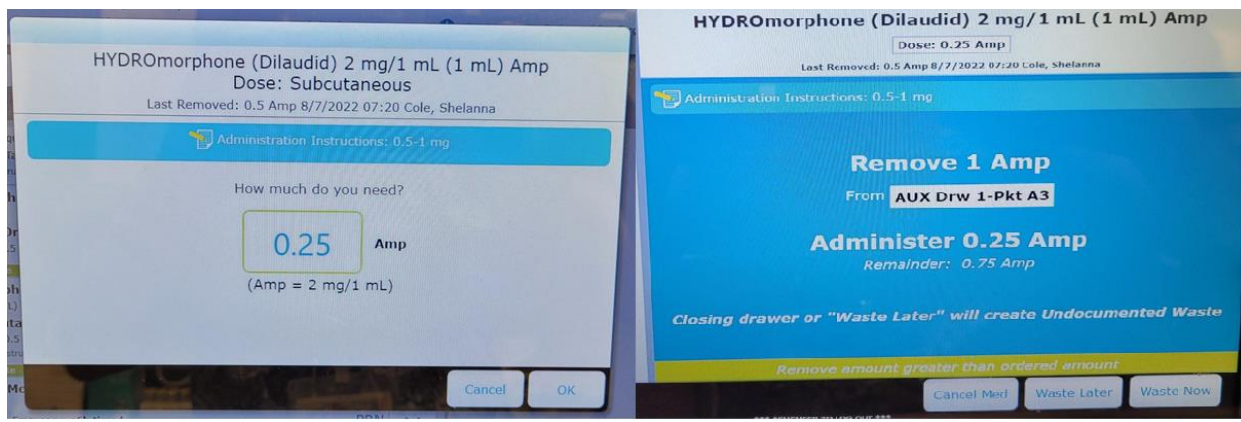 HYDROmorphone (Dilaudid) 2 mg/1 mL (1 mL) Amp
Dose: Subcutaneous
Last Removed: 0.5 Amp 8/7/2022 07:20 Cole, Shelanna
Administration Instructions: 0.5-1 mg
How much do you need?
0.25 Amp
(Amp = 2 mg/1 mL)
Cancel OK
HYDROmorphone (Dilaudid) 2 mg/1 mL (1 mL) Amp
Dose: 0.25 Amp
Last Removed: 0.5 Amp 8/7/2022 07:20 Cole, Shelanna
Administration Instructions: 0.5-1 mg
Remove 1 Amp
From AUX Drw 1-Pkt A3
Administer 0.25 Amp
Remainder: 0.75 Amp
Closing drawer or "Waste Later" will create Undocumented Waste
Remove amount greater than ordered amount
Cancel Med Waste Later Waste Now